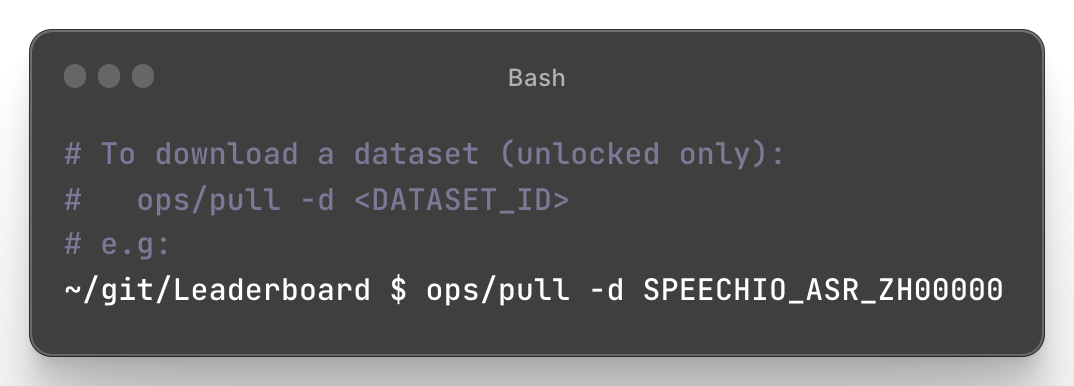 Bash
# To download a dataset (unlocked only):
#   ops/pull -d <DATASET_ID>
# e.g:
~/git/Leaderboard $ ops/pull -d SPEECHIO_ASR_ZH00000